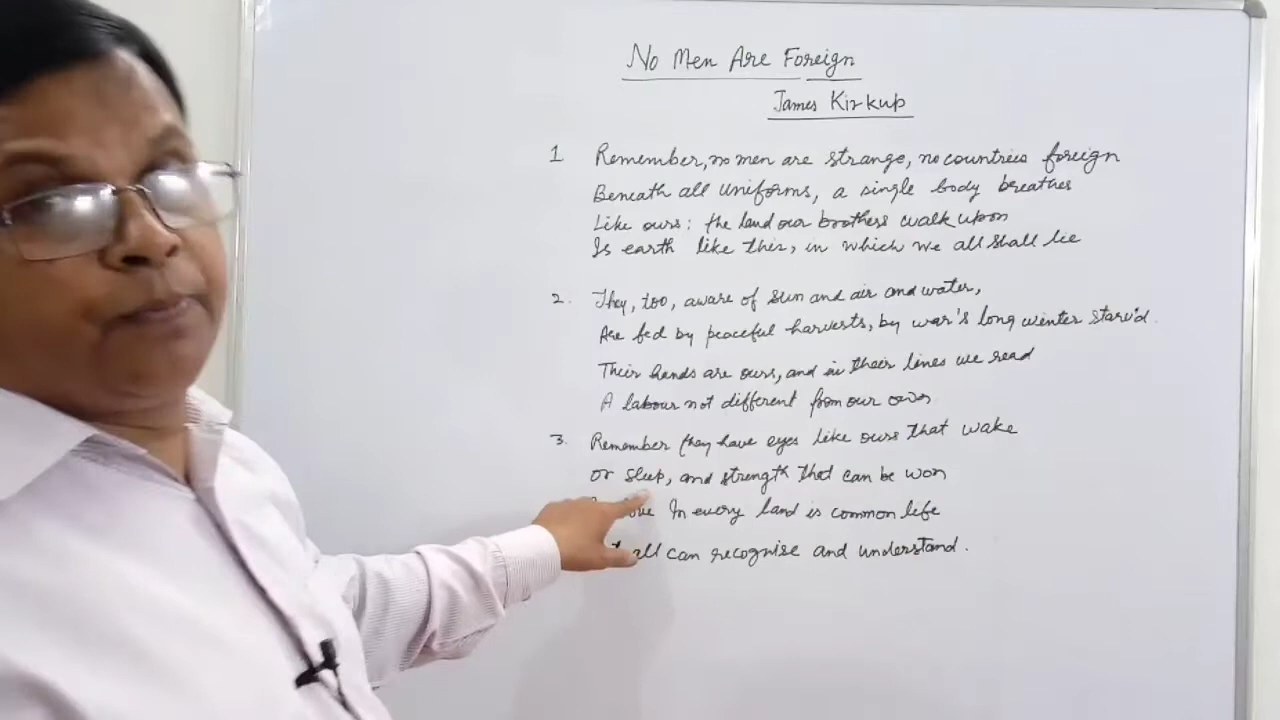 No Men Are Foreign
James Kirkup
1 Remember, no men are strange, no countries foreign
Beneath all uniforms, a single body breathes
Like ours; the land our brothers walk upon
Is earth like this, in which we all shall lie
2. They, too, aware of sun and air and water,
Are fed by peaceful harvests, by war's long winter starv'd.
Their hands are ours, and in their lines we read
A labour not different from our own
3. Remember they have eyes like ours that wake
or sleep, and strength that can be won
In every land is common life
all can recognise and understand.